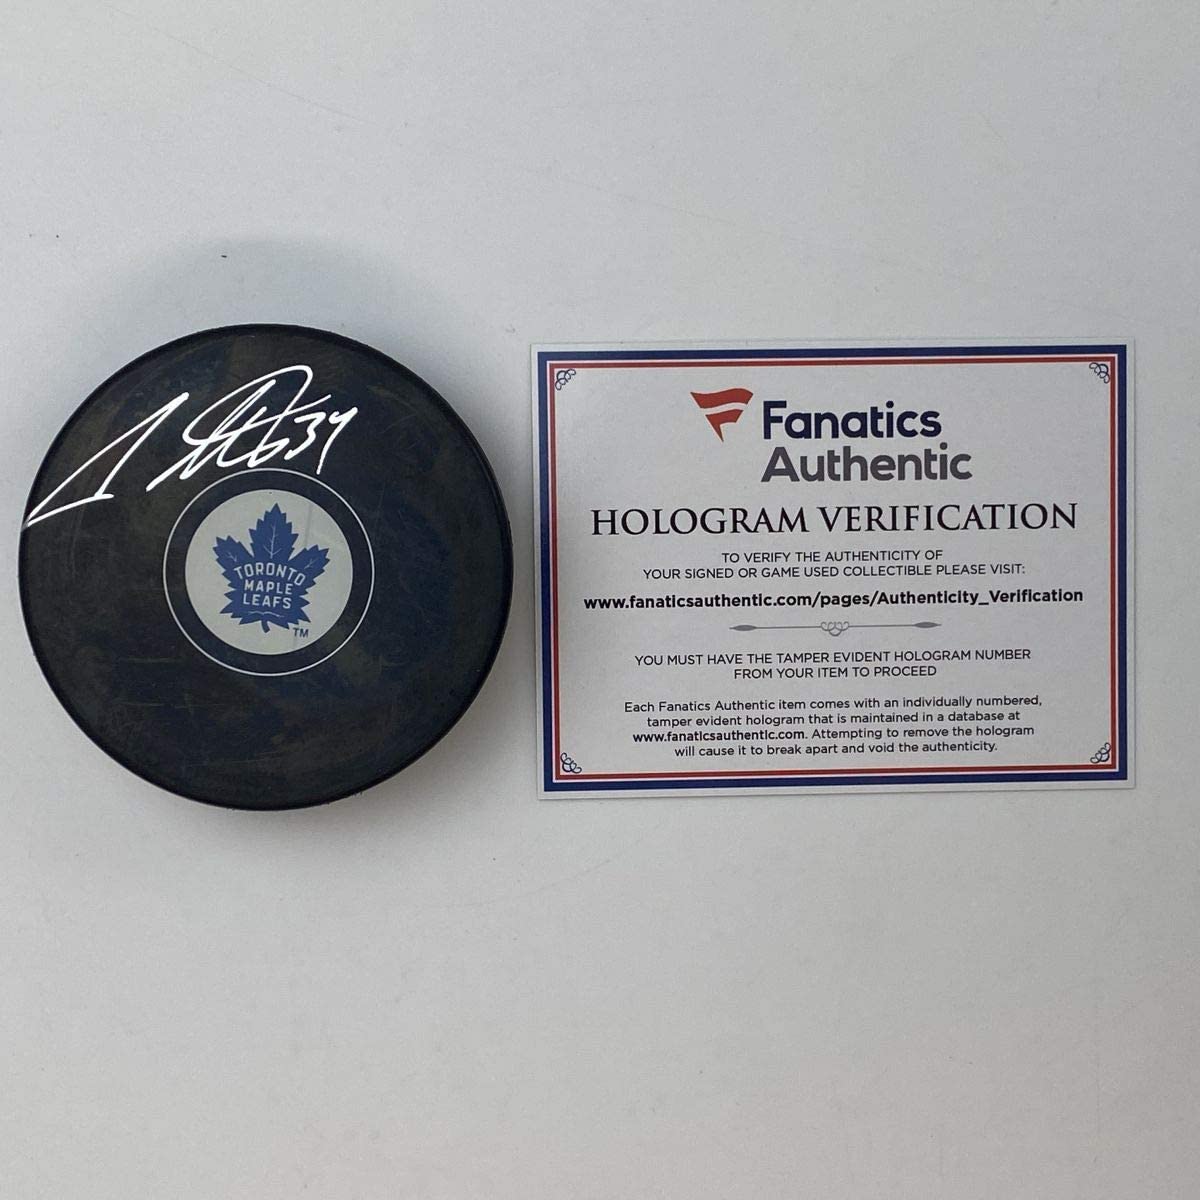 34
TORONTO
MAPLE
LEAFS
TM
Fanatics
Authentic
HOLOGRAM VERIFICATION
TO VERIFY THE AUTHENTICITY OF
YOUR SIGNED OR GAME USED COLLECTIBLE PLEASE VISIT:
www.fanaticsauthentic.com/pages/Authenticity_Verification
YOU MUST HAVE THE TAMPER EVIDENT HOLOGRAM NUMBER
FROM YOUR ITEM TO PROCEED
Each Fanatics Authentic item comes with an individually numbered,
tamper evident hologram that is maintained in a database at
www.fanaticsauthentic.com. Attempting to remove the hologram
will cause it to break apart and void the authenticity.